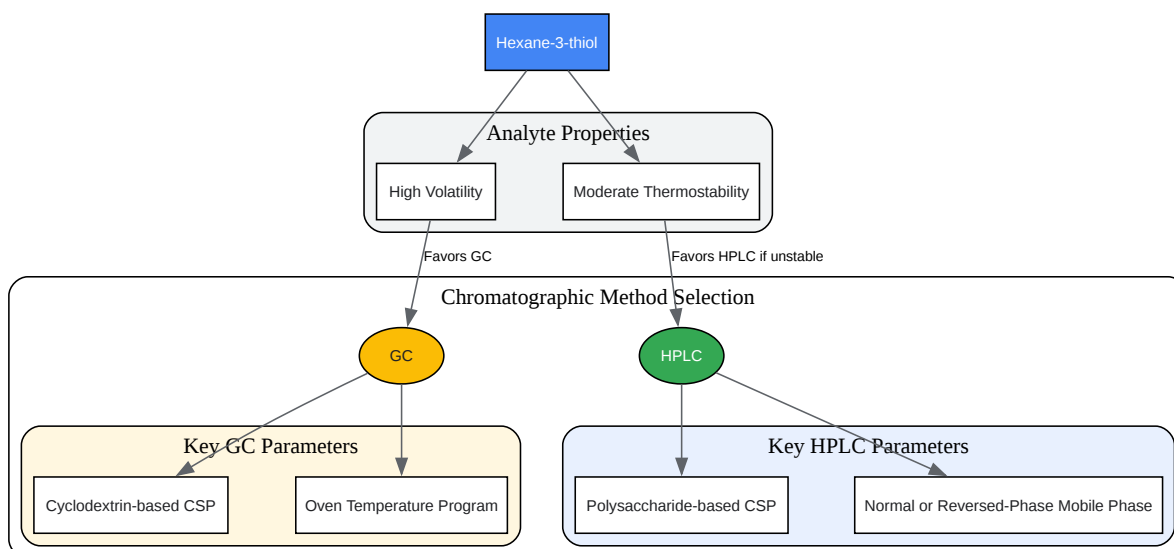 Hexane-3-thiol
Analyte Properties
High Volatility
Moderate Thermostability
Favors GC
Favors HPLC if unstable
Chromatographic Method Selection
GC
HPLC
Key GC Parameters
Key HPLC Parameters
Cyclodextrin-based CSP
Oven Temperature Program
Polysaccharide-based CSP
Normal or Reversed-Phase Mobile Phase